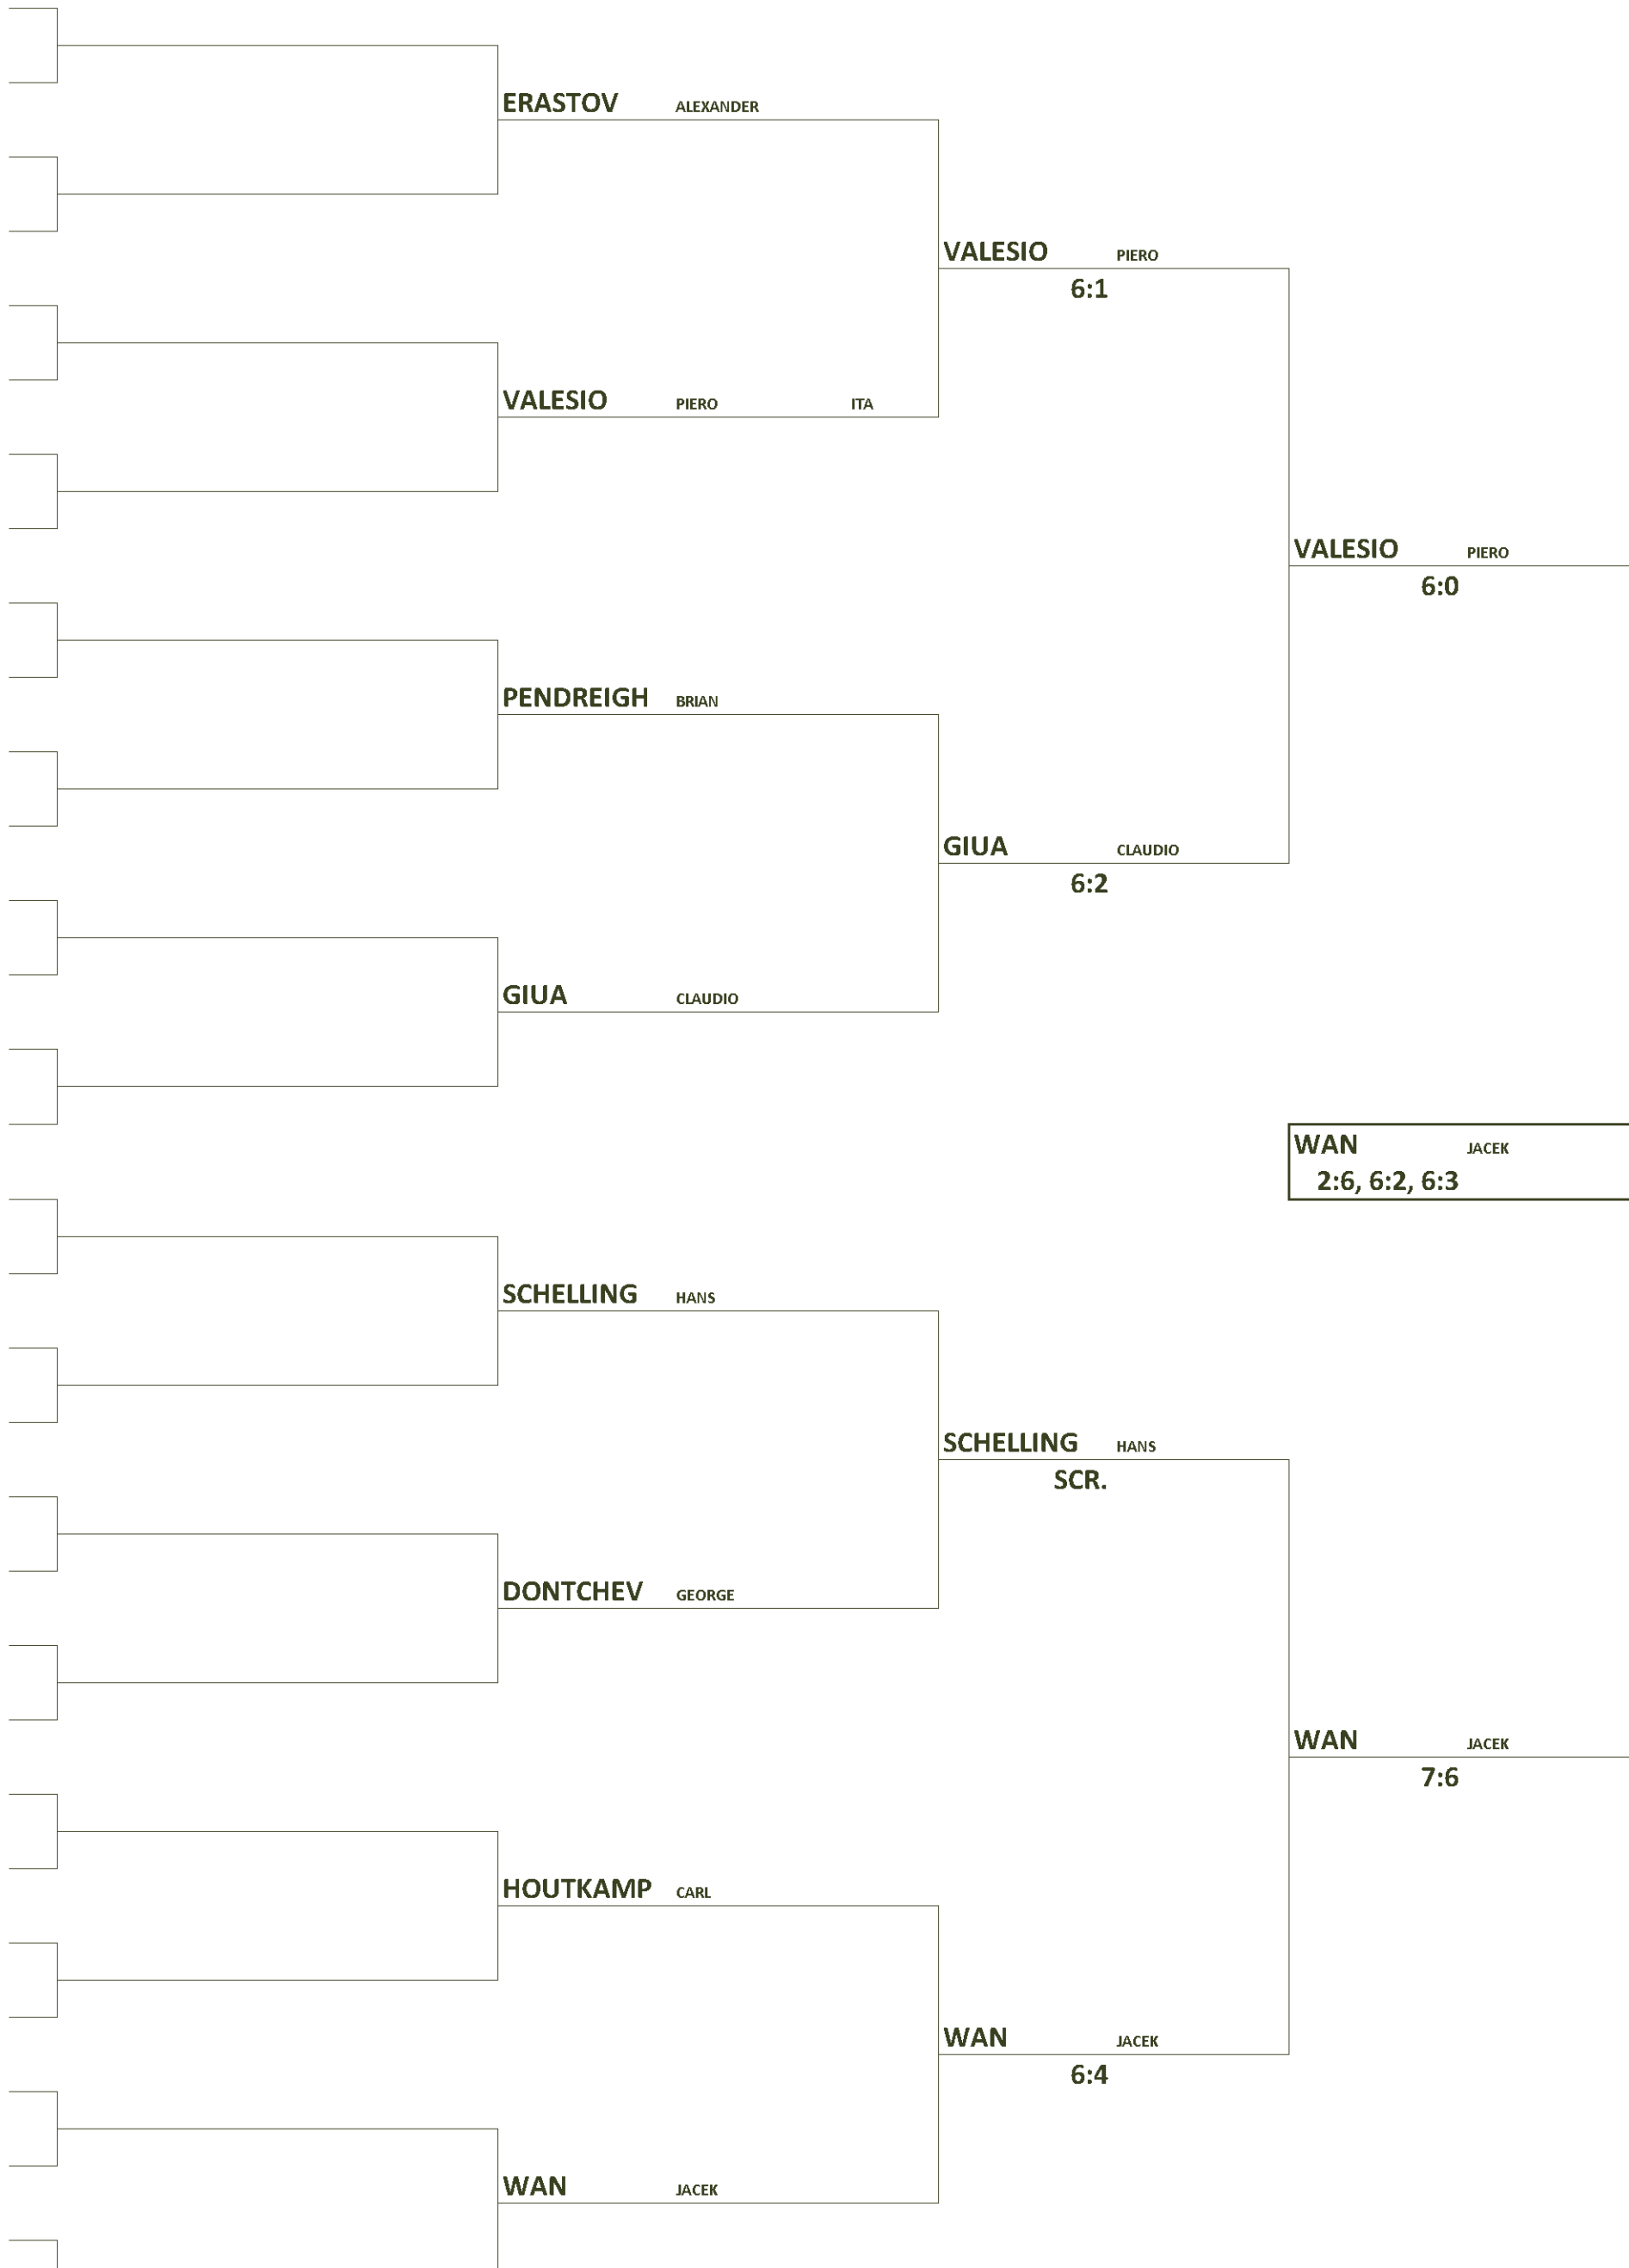 ERASTOV ALEXANDER
VALESIO PIERO
6:1
VALESIO PIERO ITA
VALESIO PIERO
6:0
PENDREIGH BRIAN
GIUA CLAUDIO
6:2
GIUA CLAUDIO
WAN JACEK
2:6, 6:2, 6:3
SCHELLING HANS
SCHELLING HANS
SCR.
DONTCHEV GEORGE
WAN JACEK
7:6
HOUTKAMP CARL
WAN JACEK
6:4
WAN JACEK